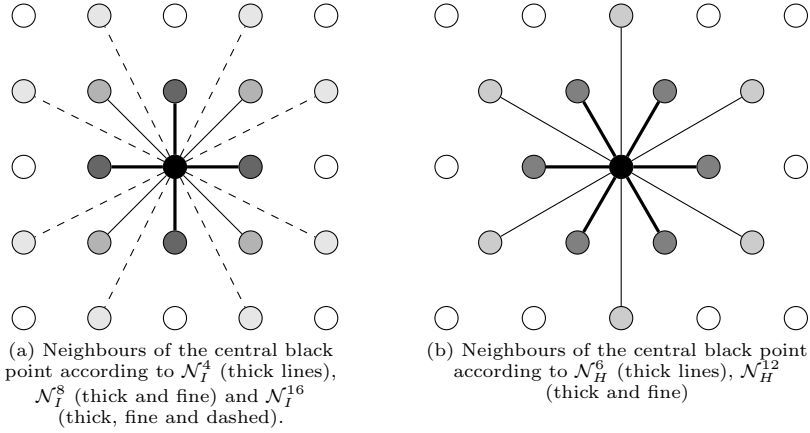 (a) Neighbours of the central black
point according to 𝒩_I^4 (thick lines),
𝒩_I^8 (thick and fine) and 𝒩_I^16
(thick, fine and dashed).
(b) Neighbours of the central black point
according to 𝒩_H^6 (thick lines), 𝒩_H^12
(thick and fine)